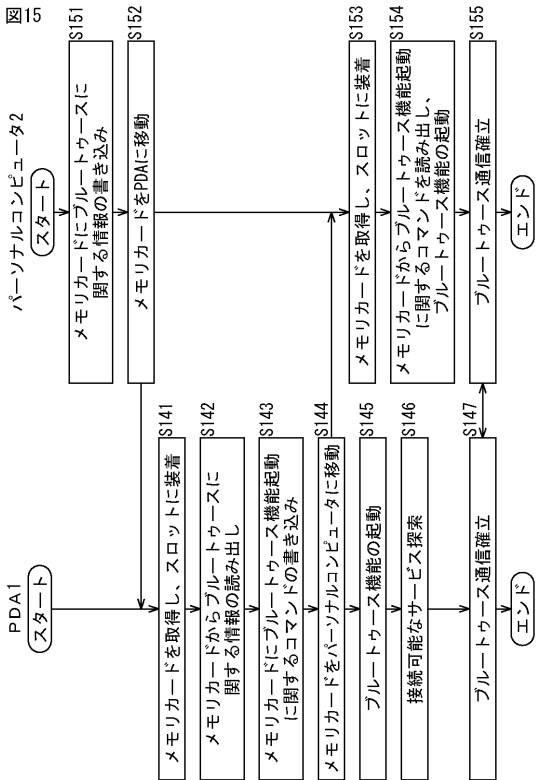 図15
PDA1
スタート
S141
メモリカードを取得し、スロットに装着
S142
メモリカードからブルートゥースに
関する情報の読み出し
S143
メモリカードにブルートゥース機能起動
に関するコマンドの書き込み
S144
メモリカードをパーソナルコンピュータに移動
S145
ブルートゥース機能の起動
S146
接続可能なサービス探索
S147
ブルートゥース通信確立
エンド
パーソナルコンピュータ2
スタート
S151
メモリカードにブルートゥースに
関する情報の書き込み
S152
メモリカードをPDAに移動
S153
メモリカードを取得し、スロットに装着
S154
メモリカードからブルートゥース機能起動
に関するコマンドを読み出し、
ブルートゥース機能の起動
S155
ブルートゥース通信確立
エンド